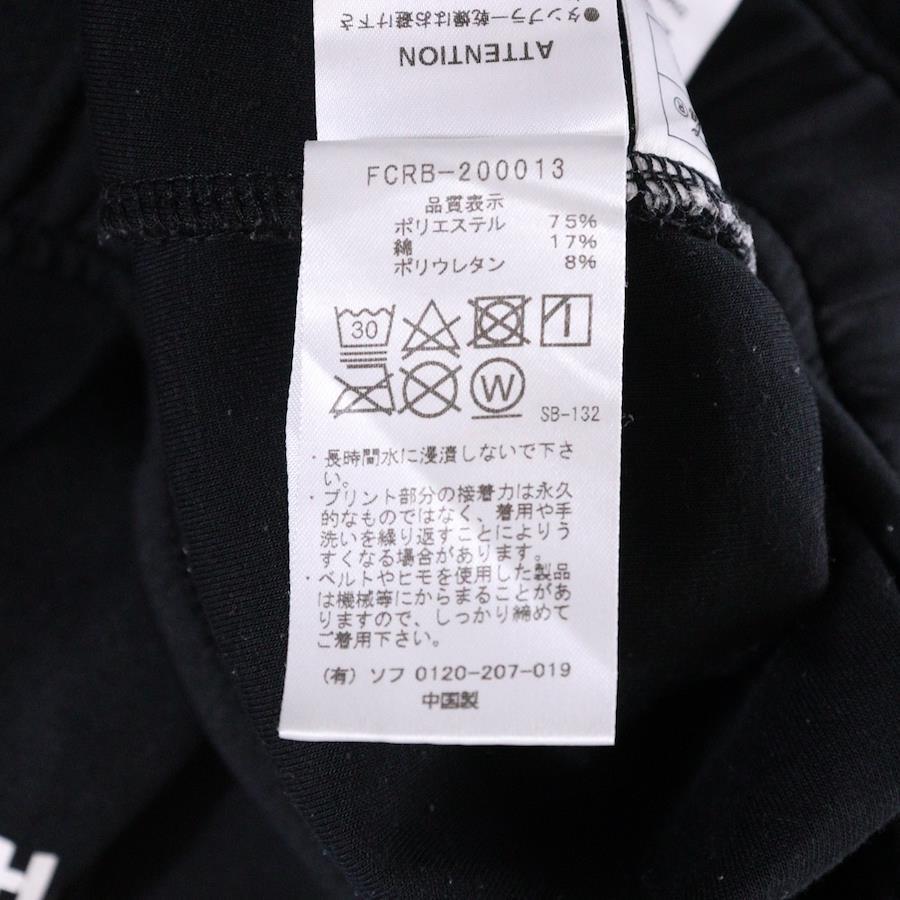 ●タンブラー乾燥はお避け下さ
ATTENTION
FCRB-200013
品質表示
ポリエステル 75%
綿 17%
ポリウレタン 8%
30
W
SB-132
・長時間水に浸漬しないで下さ
い。
・プリント部分の接着力は永久
的なものではなく、着用や手
洗いを繰り返すことによりう
すくなる場合があります。
・ベルトやヒモを使用した製品
は機械等にからまることがあ
りますので、しっかり締めて
ご着用下さい。
(有) ソフ 0120-207-019
中国製
H